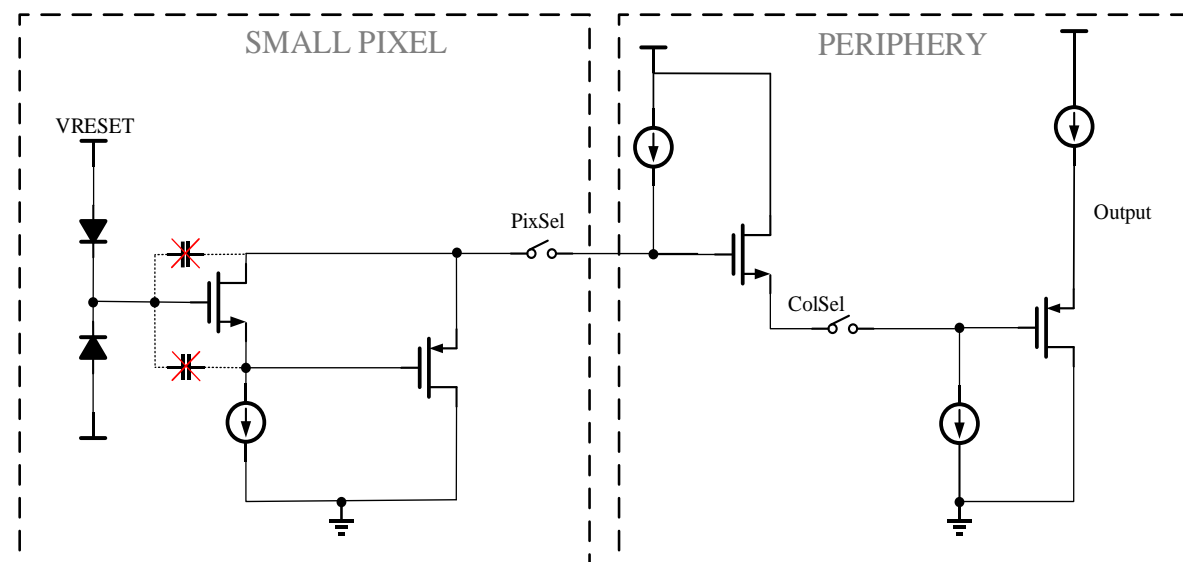 SMALL PIXEL
PERIPHERY
VRESET
PixSel
Output
ColSel